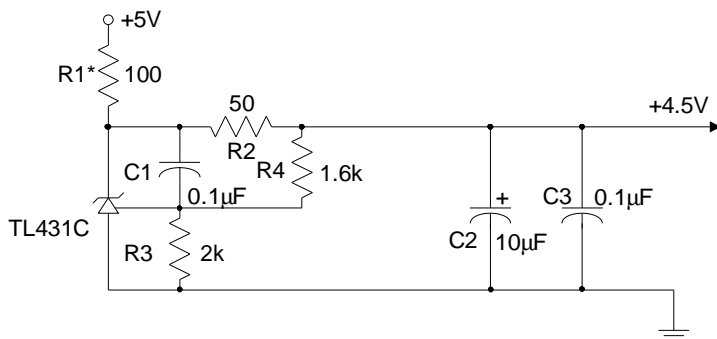 +5V
R1*
100
50
+4.5V
R2
C1
R4
1.6k
0.1µF
C3
0.1µF
+
TL431C
R3
2k
C2
10µF